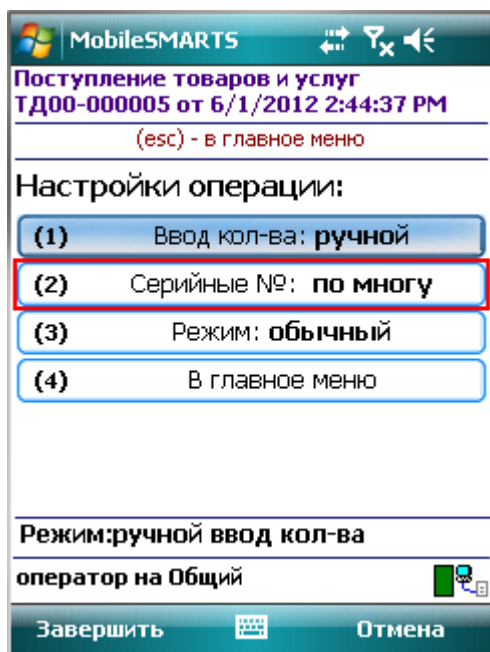 MobileSMARTS
Поступление товаров и услуг
ТД00-000005 от 6/1/2012 2:44:37 PM
(esc) - в главное меню
Настройки операции:
(1) Ввод кол-ва: ручной
(2) Серийные №: по многу
(3) Режим: обычный
(4) В главное меню
Режим:ручной ввод кол-ва
оператор на Общий
Завершить Отмена